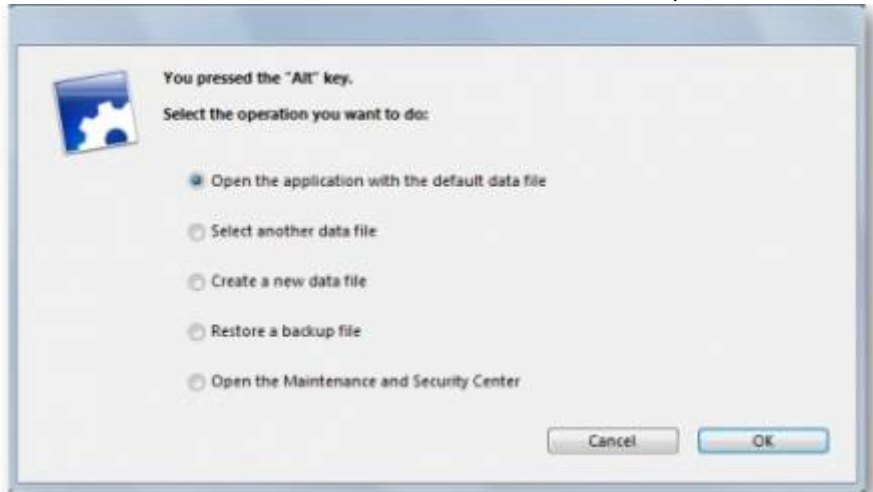 You pressed the "Alt" key.
Select the operation you want to do:
Open the application with the default data file
Select another data file
Create a new data file
Restore a backup file
Open the Maintenance and Security Center
Cancel OK